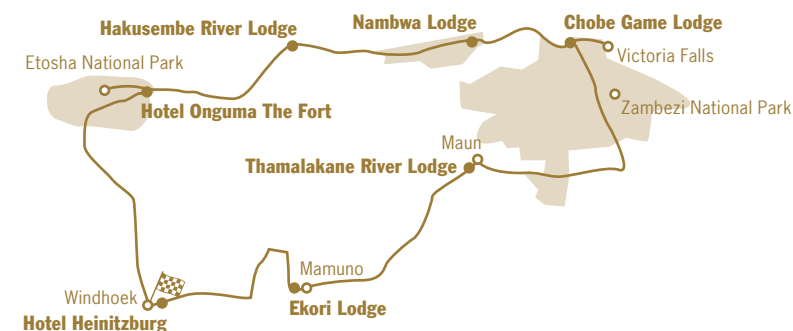 Nambwa Lodge
Chobe Game Lodge
Hakusembe River Lodge
Victoria Falls
Etosha National Park
Hotel Onguma The Fort
Zambezi National Park
Maun
Thamalakane River Lodge
Mamuno
Windhoek
Ekori Lodge
Hotel Heinitzburg